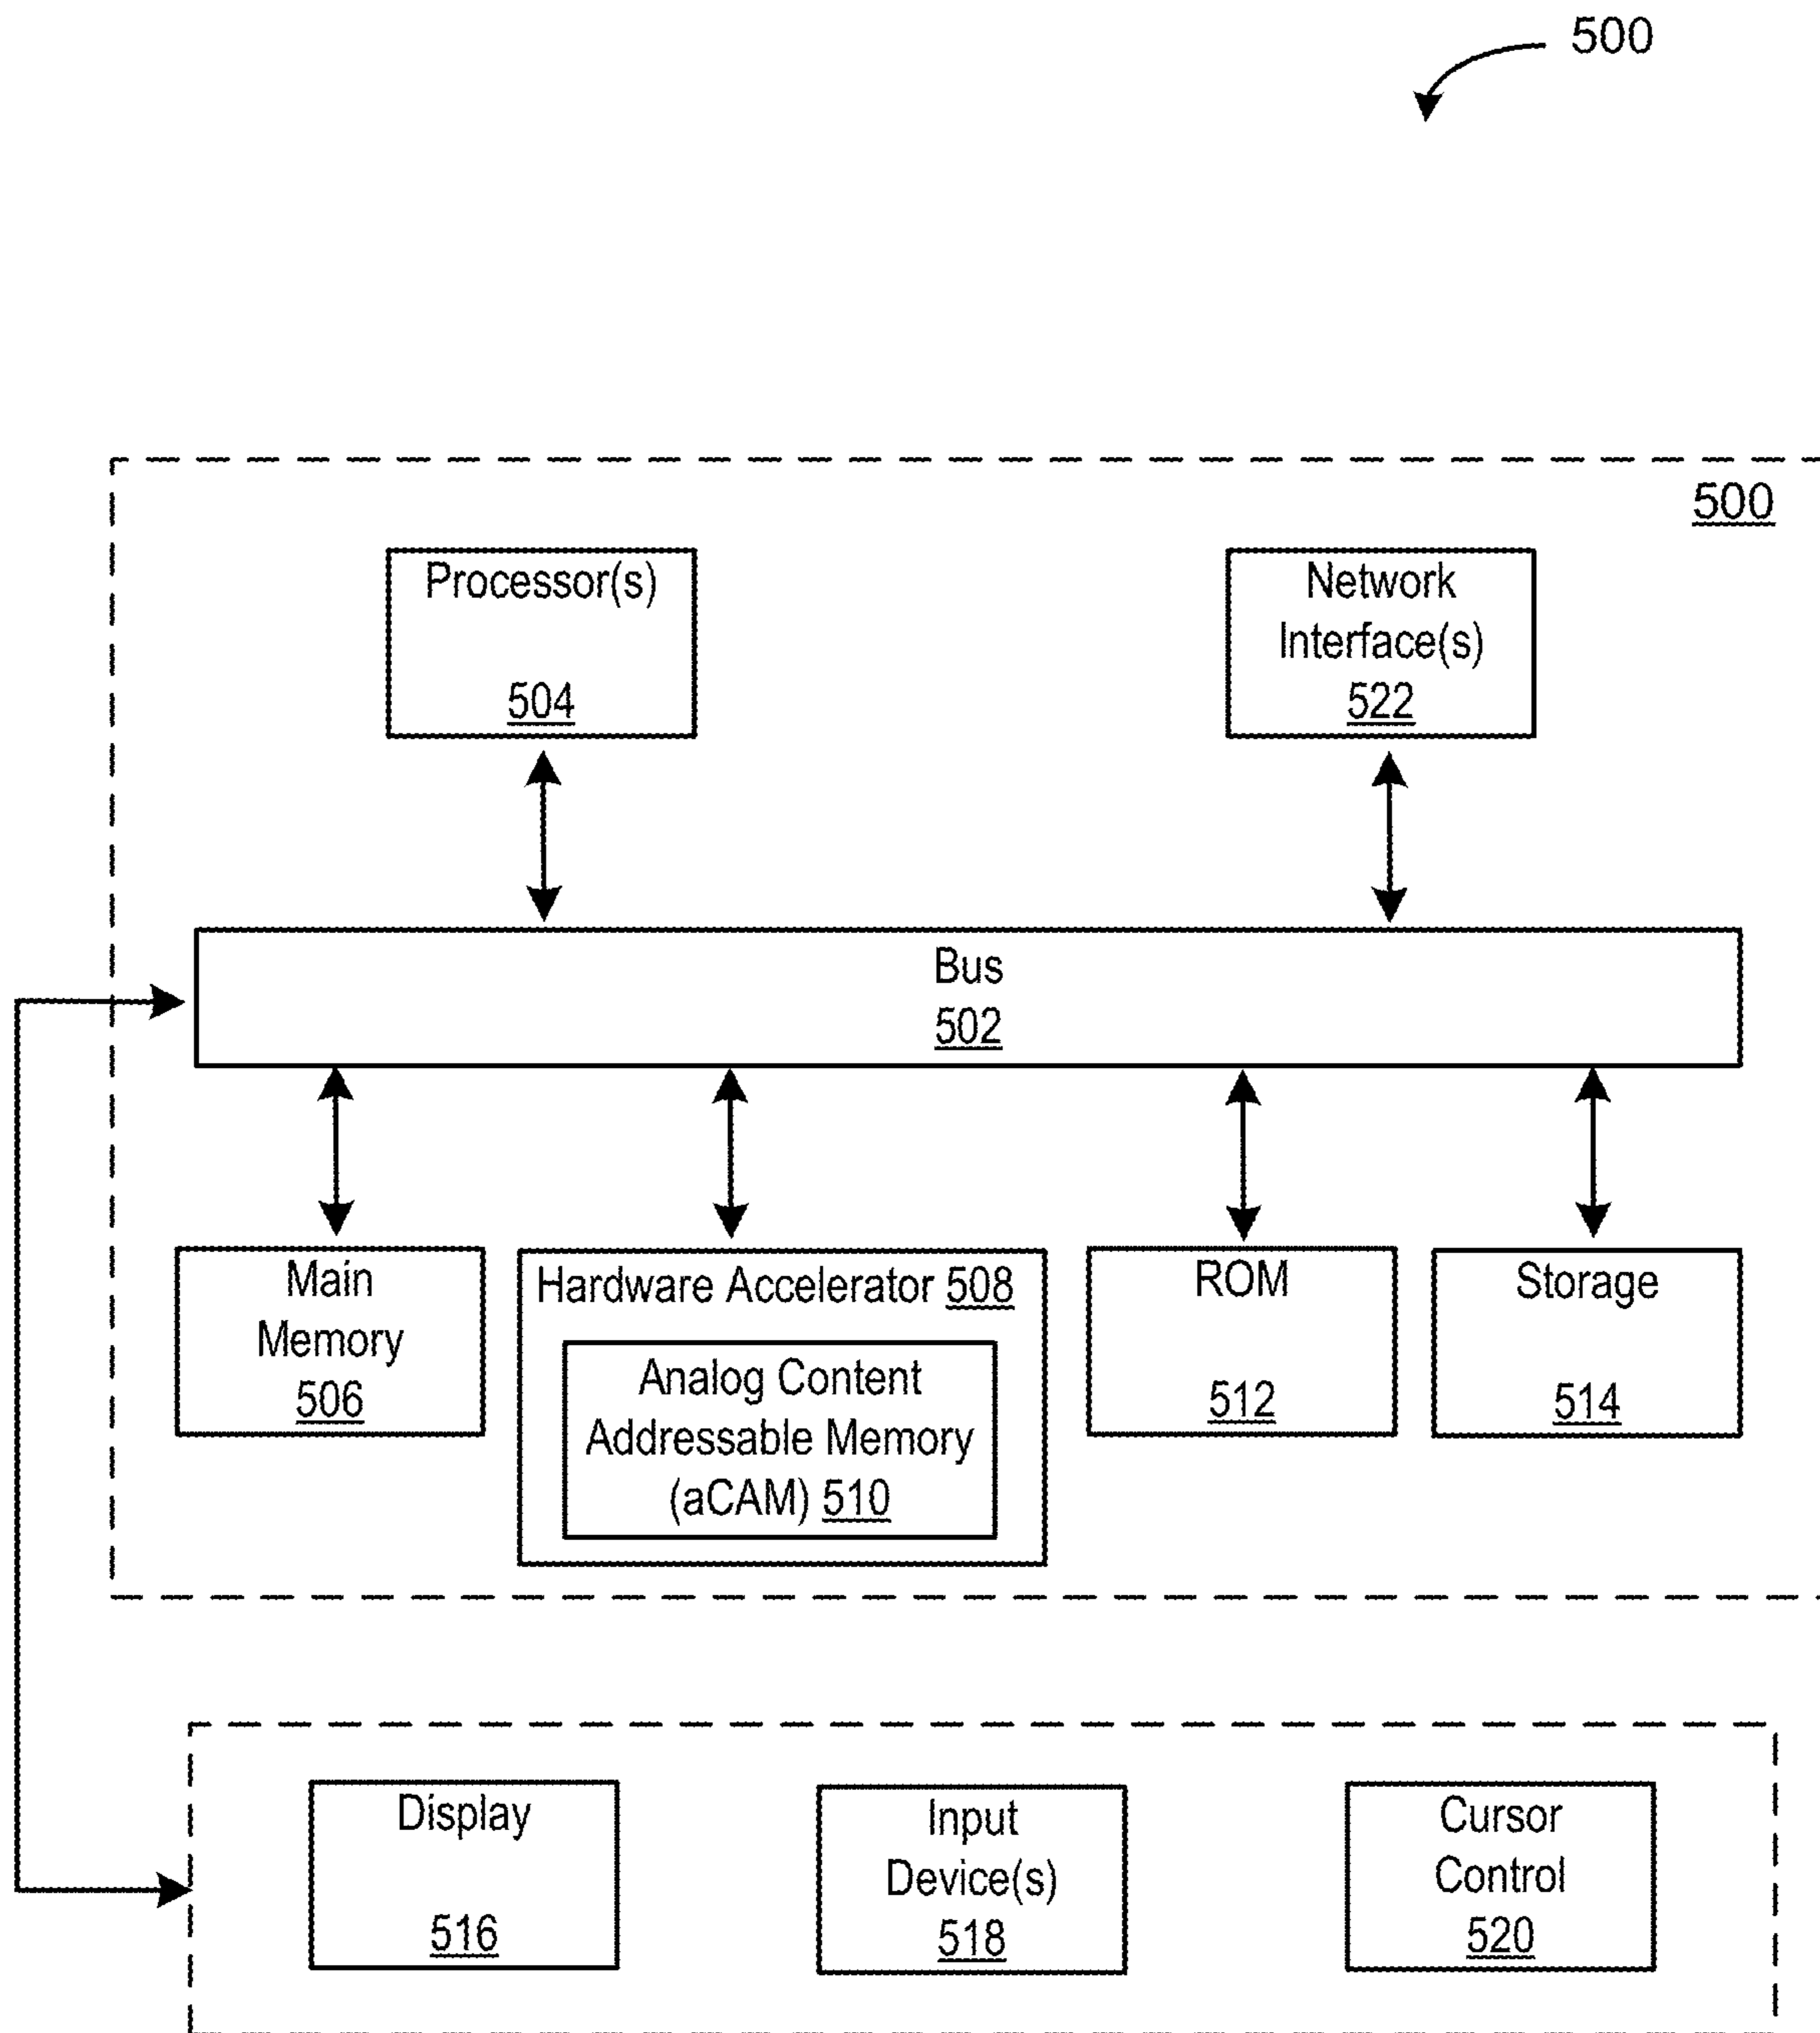 500
500
Processor(s)
504
Network
Interface(s)
522
Bus
502
Main
Memory
506
Hardware Accelerator 508
Analog Content
Addressable Memory
(aCAM) 510
ROM
512
Storage
514
Display
516
Input
Device(s)
518
Cursor
Control
520